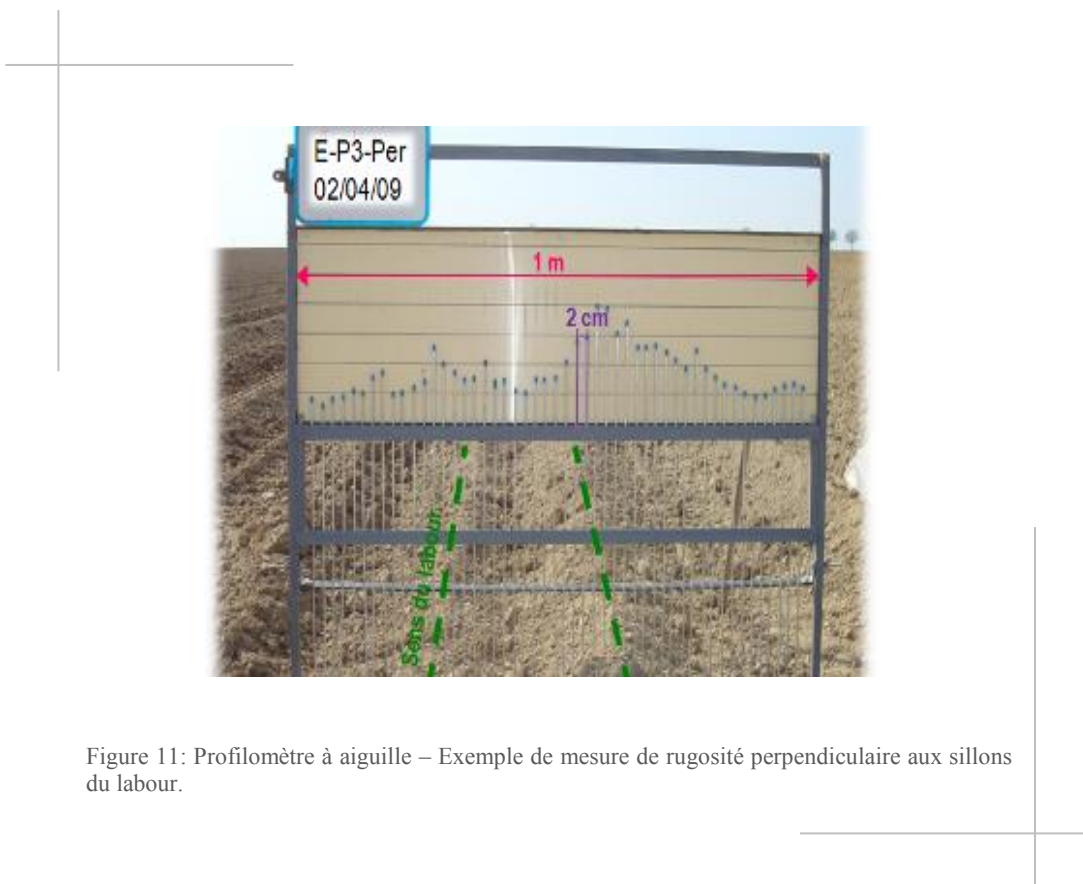 E-P3-Per
02/04/09
1 m
2 cm
Sens du labour
Figure 11: Profilomètre à aiguille – Exemple de mesure de rugosité perpendiculaire aux sillons
du labour.